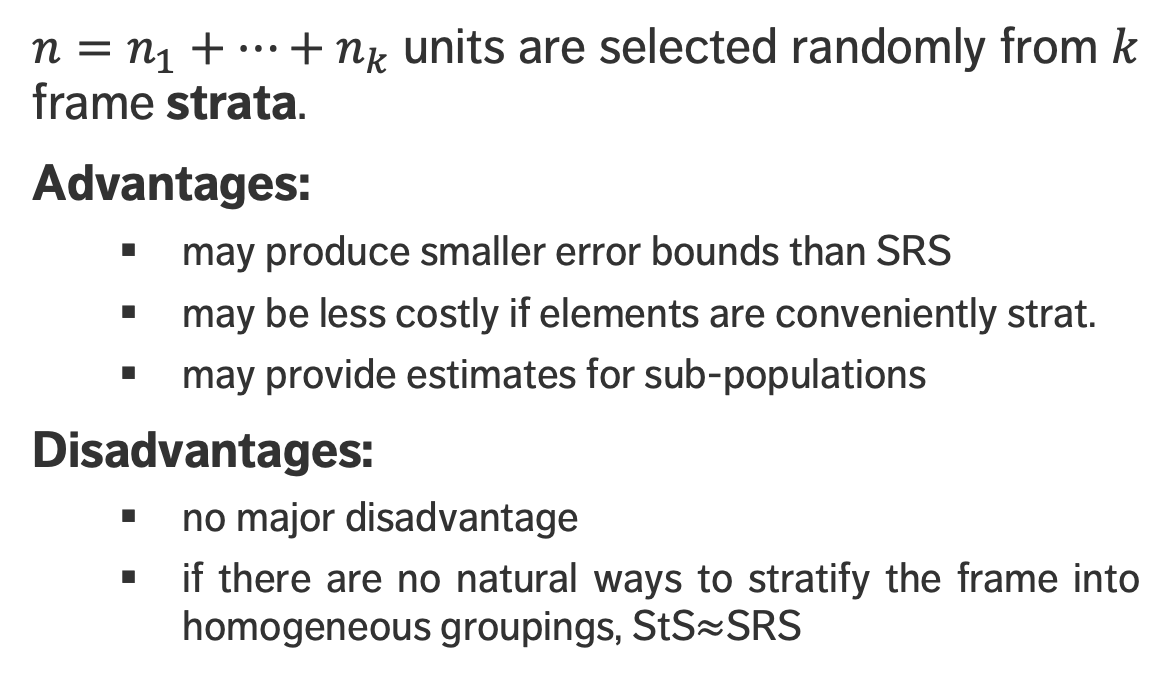 n = n₁ + ⋯ + nₖ units are selected randomly from k
frame strata.
Advantages:
▪ may produce smaller error bounds than SRS
▪ may be less costly if elements are conveniently strat.
▪ may provide estimates for sub-populations
Disadvantages:
▪ no major disadvantage
▪ if there are no natural ways to stratify the frame into
homogeneous groupings, StS≈SRS